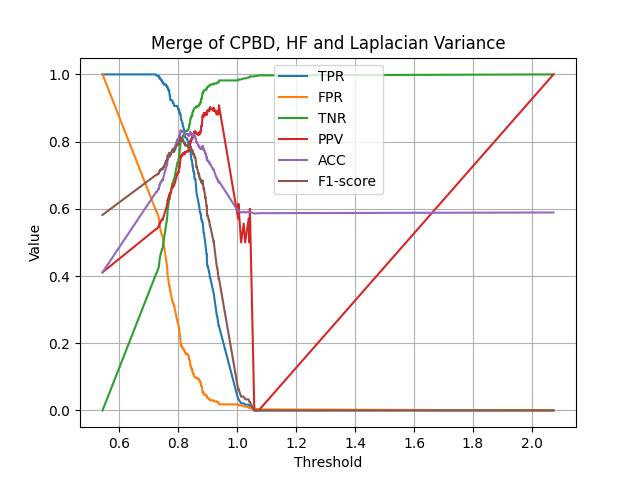 Merge of CPBD, HF and Laplacian Variance
TPR
FPR
TNR
PPV
ACC
F1-score
Value
1.0
0.8
0.6
0.4
0.2
0.0
0.6 0.8 1.0 1.2 1.4 1.6 1.8 2.0
Threshold